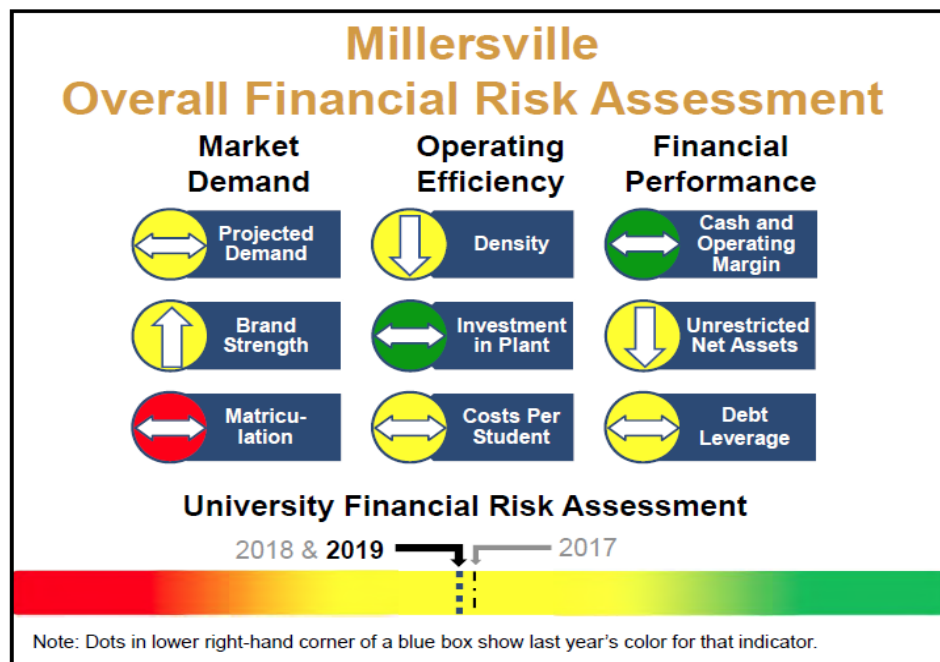 Millersville
Overall Financial Risk Assessment
Market
Demand
Projected
Demand
Brand
Strength
Matricu-
lation
Operating
Efficiency
Density
Investment
in Plant
Costs Per
Student
Financial
Performance
Cash and
Operating
Margin
Unrestricted
Net Assets
Debt
Leverage
University Financial Risk Assessment
2018 & 2019
2017
Note: Dots in lower right-hand corner of a blue box show last year's color for that indicator.